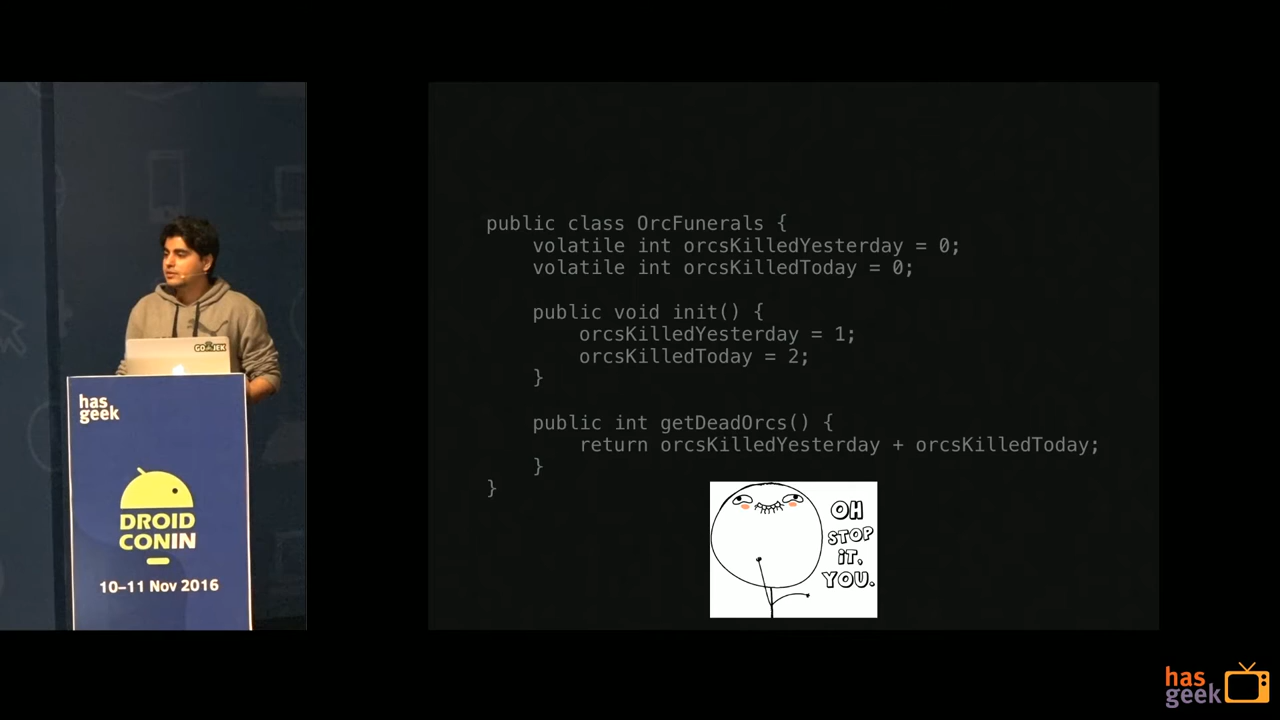 GO JEK
has
geek
DROID
CONIN
10–11 Nov 2016
public class OrcFunerals {
volatile int orcsKilledYesterday = 0;
volatile int orcsKilledToday = 0;
public void init() {
orcsKilledYesterday = 1;
orcsKilledToday = 2;
}
public int getDeadOrcs() {
return orcsKilledYesterday + orcsKilledToday;
}
}
OH
STOP
iT,
YOU.
has
geek